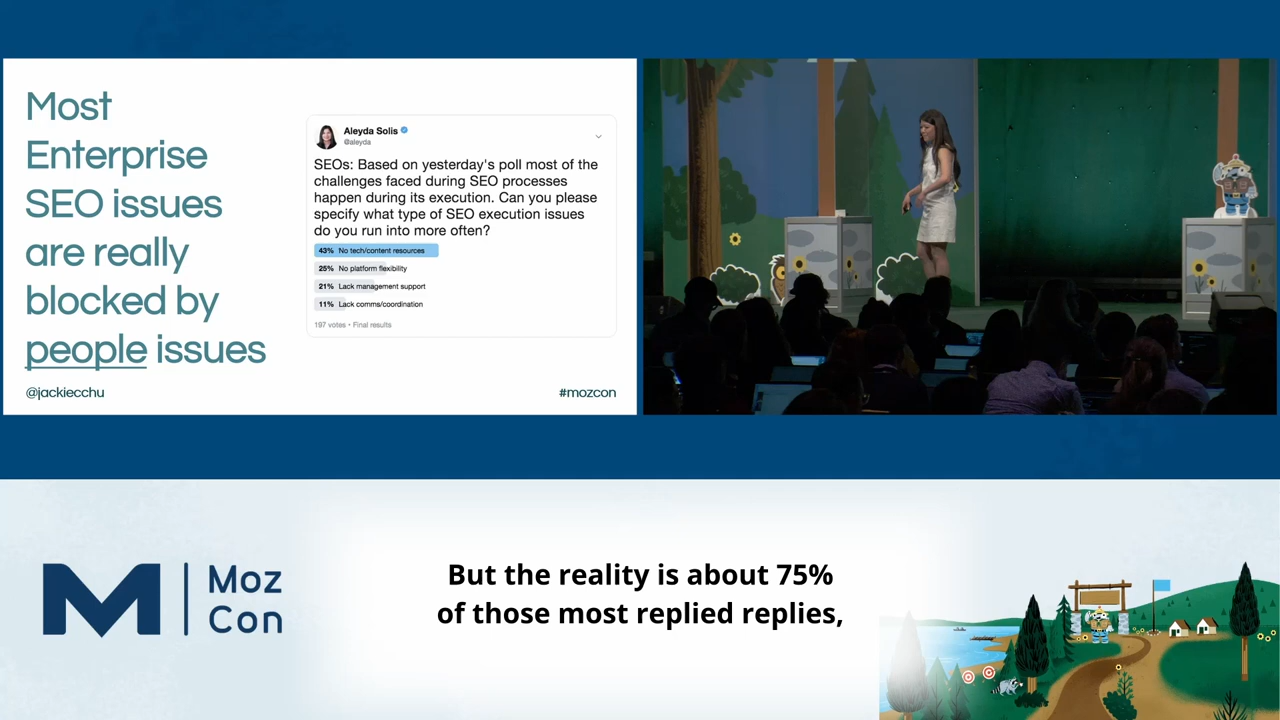 Most
Enterprise
SEO issues
are really
blocked by
people issues
@jackiecchu
#mozcon
Aleyda Solis
@aleyda
SEOs: Based on yesterday's poll most of the
challenges faced during SEO processes
happen during its execution. Can you please
specify what type of SEO execution issues
do you run into more often?
43% No tech/content resources
25% No platform flexibility
21% Lack management support
11% Lack comms/coordination
197 votes • Final results
M
Moz
Con
But the reality is about 75%
of those most replied replies,